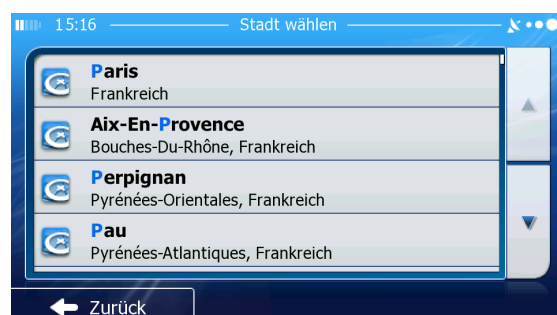 15:16
Stadt wählen
Paris
Frankreich
Aix-En-Provence
Bouches-Du-Rhône, Frankreich
Perpignan
Pyrénées-Orientales, Frankreich
Pau
Pyrénées-Atlantiques, Frankreich
Zurück